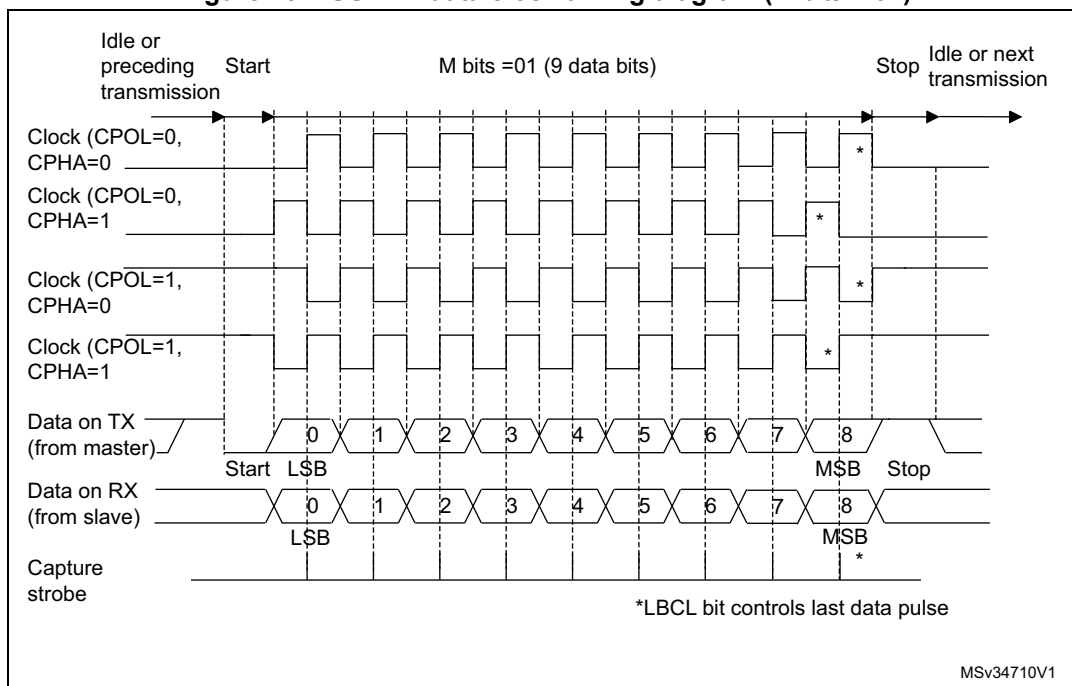 Idle or
preceding
transmission
Start
M bits =01 (9 data bits)
Stop
Idle or next
transmission
Clock (CPOL=0,
CPHA=0
*
Clock (CPOL=0,
CPHA=1
*
Clock (CPOL=1,
CPHA=0
*
Clock (CPOL=1,
CPHA=1
*
Data on TX
(from master)
0 1 2 3 4 5 6 7 8
Start LSB MSB Stop
Data on RX
(from slave)
0 1 2 3 4 5 6 7 8
LSB MSB
Capture
strobe
*
*LBCL bit controls last data pulse
MSv34710V1